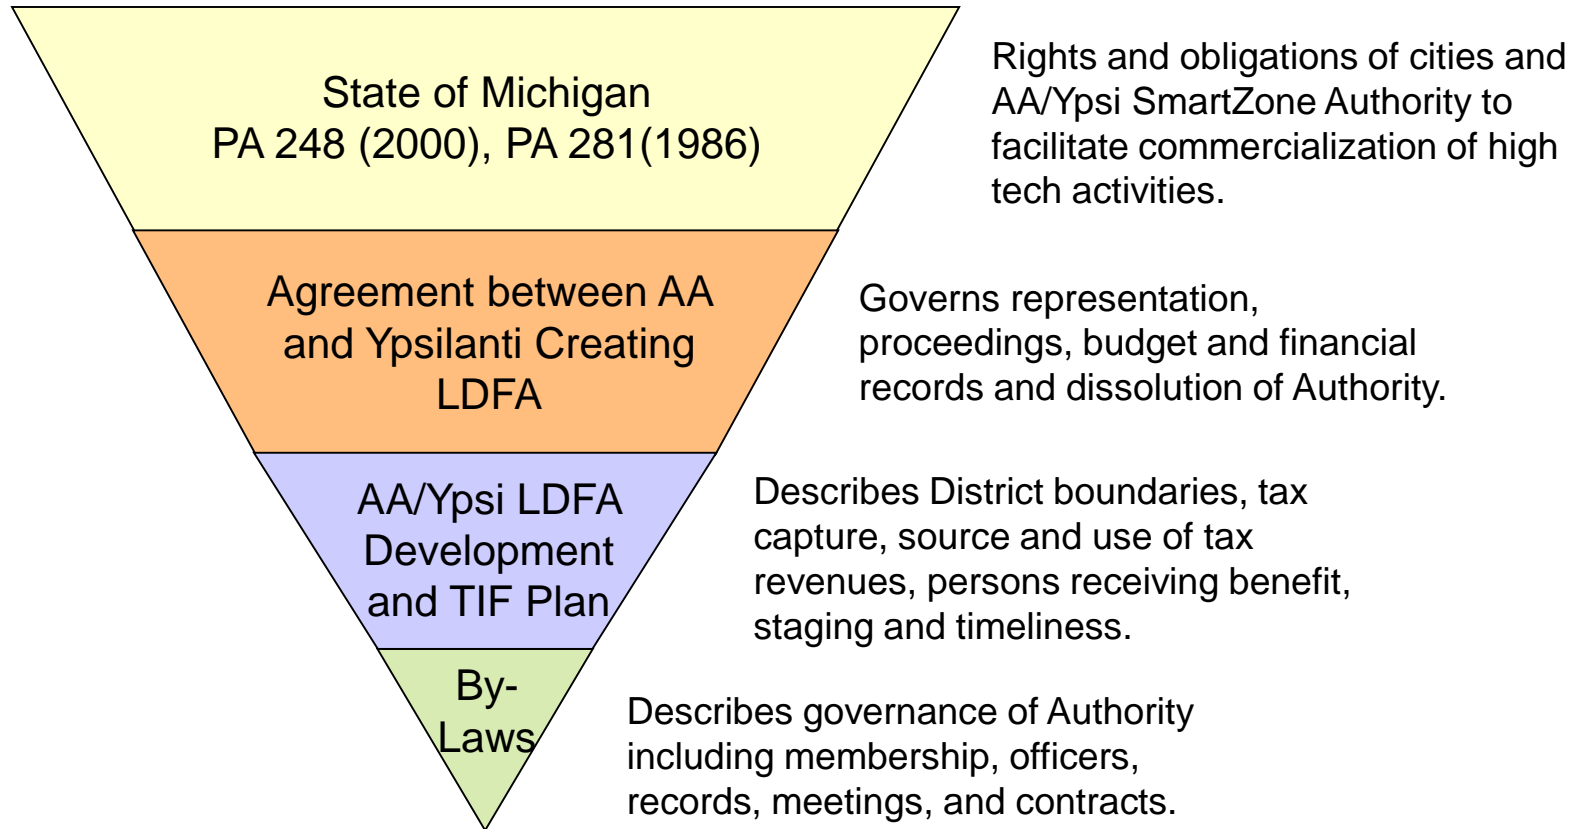 State of Michigan
PA 248 (2000), PA 281(1986)
Rights and obligations of cities and
AA/Ypsi SmartZone Authority to
facilitate commercialization of high
tech activities.
Agreement between AA
and Ypsilanti Creating
LDFA
Governs representation,
proceedings, budget and financial
records and dissolution of Authority.
AA/Ypsi LDFA
Development
and TIF Plan
Describes District boundaries, tax
capture, source and use of tax
revenues, persons receiving benefit,
staging and timeliness.
By-
Laws
Describes governance of Authority
including membership, officers,
records, meetings, and contracts.